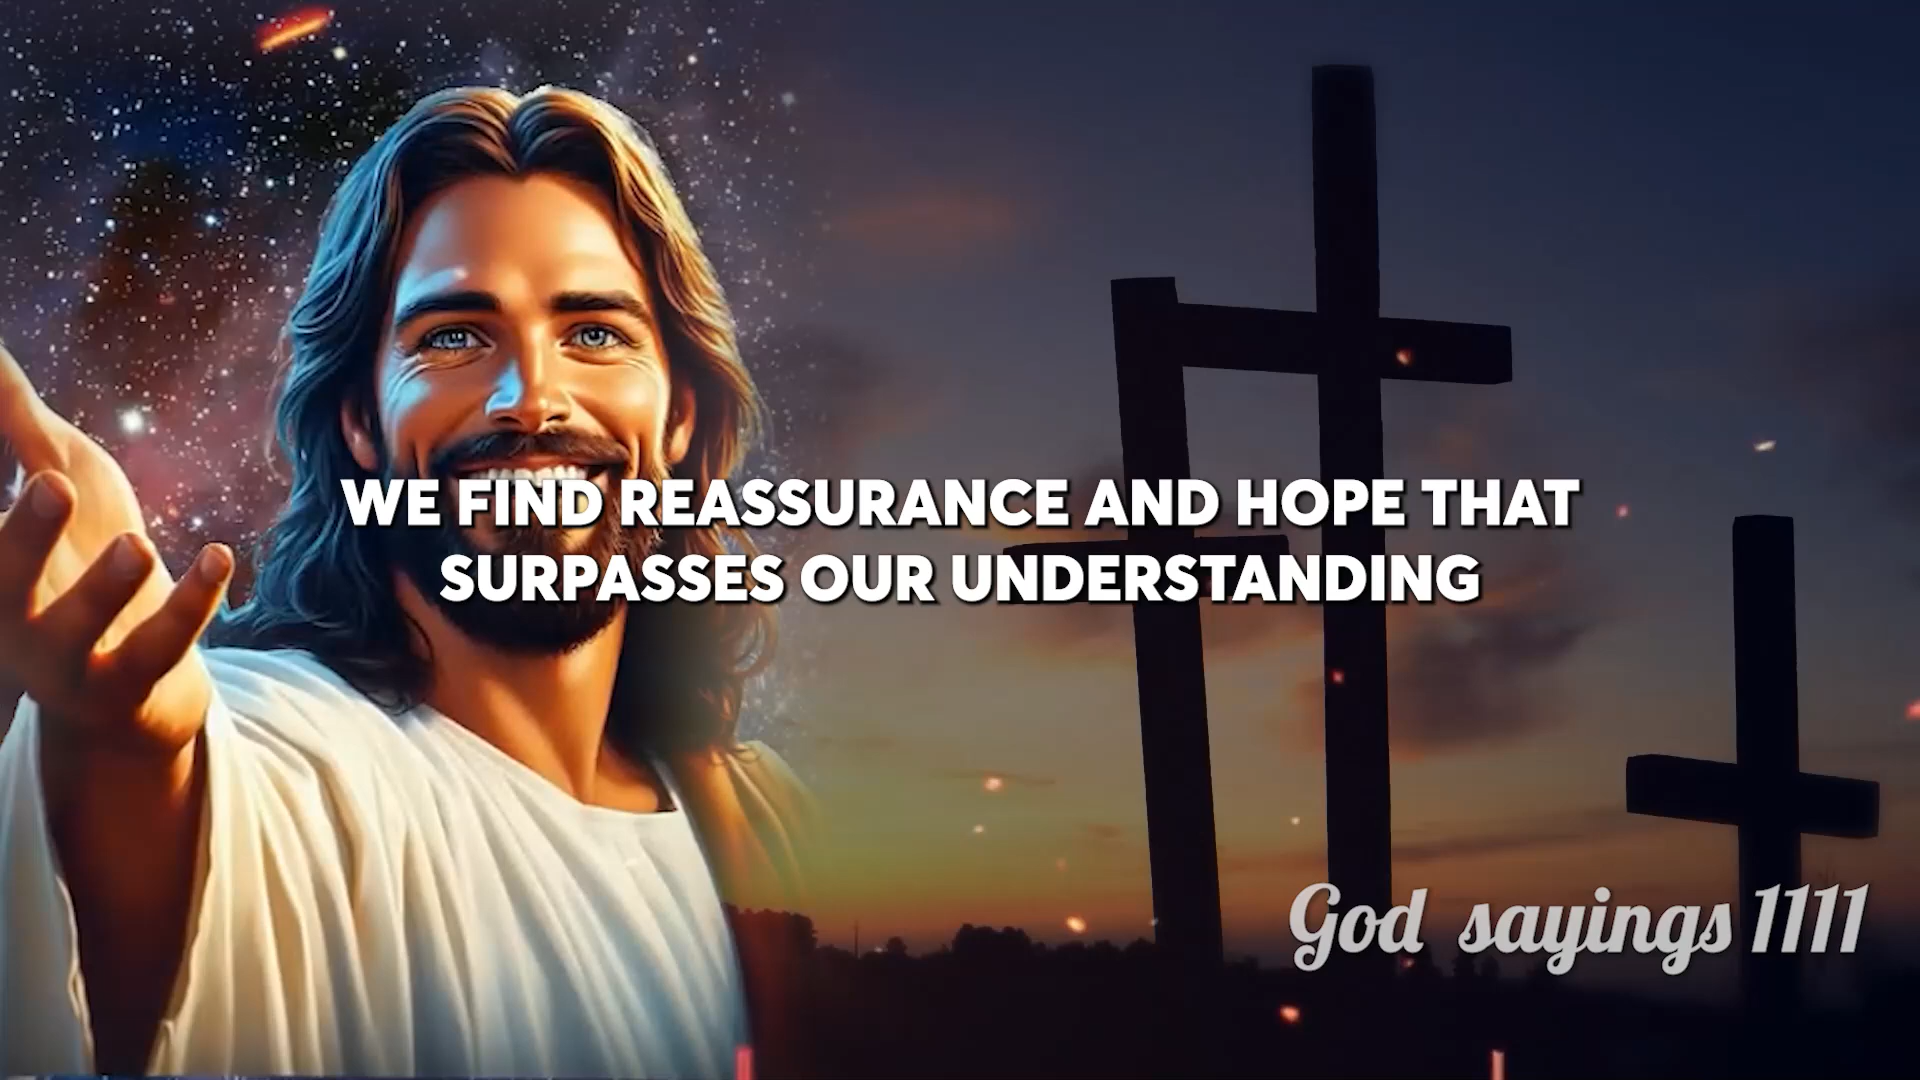 WE FIND REASSURANCE AND HOPE THAT
SURPASSES OUR UNDERSTANDING
God sayings 1111